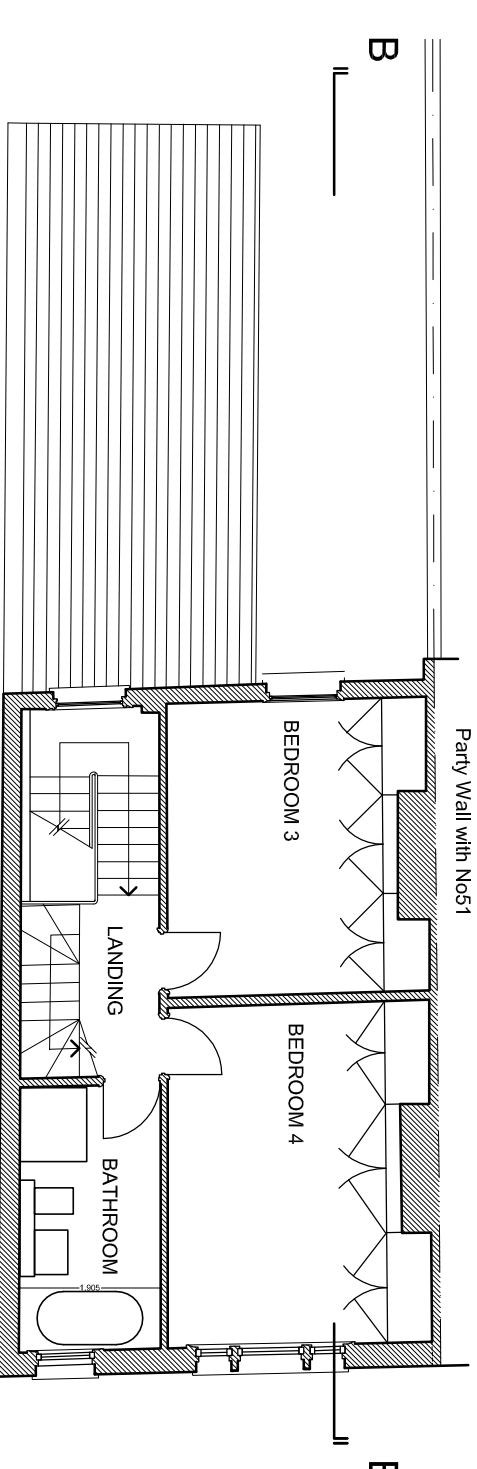 B
Party Wall with No51
BEDROOM 3
LANDING
BEDROOM 4
BATHROOM
1,905